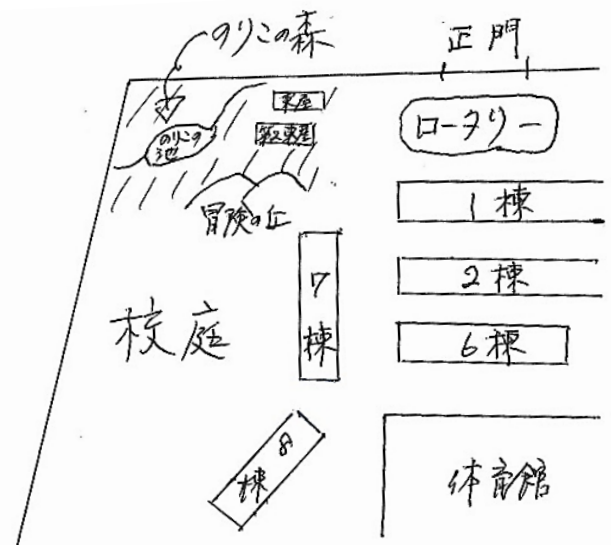 のりこの森
正門
東屋
第2東屋
のりこの
池
ロータリー
冒険の丘
1棟
2棟
7棟
6棟
校庭
8棟
体育館